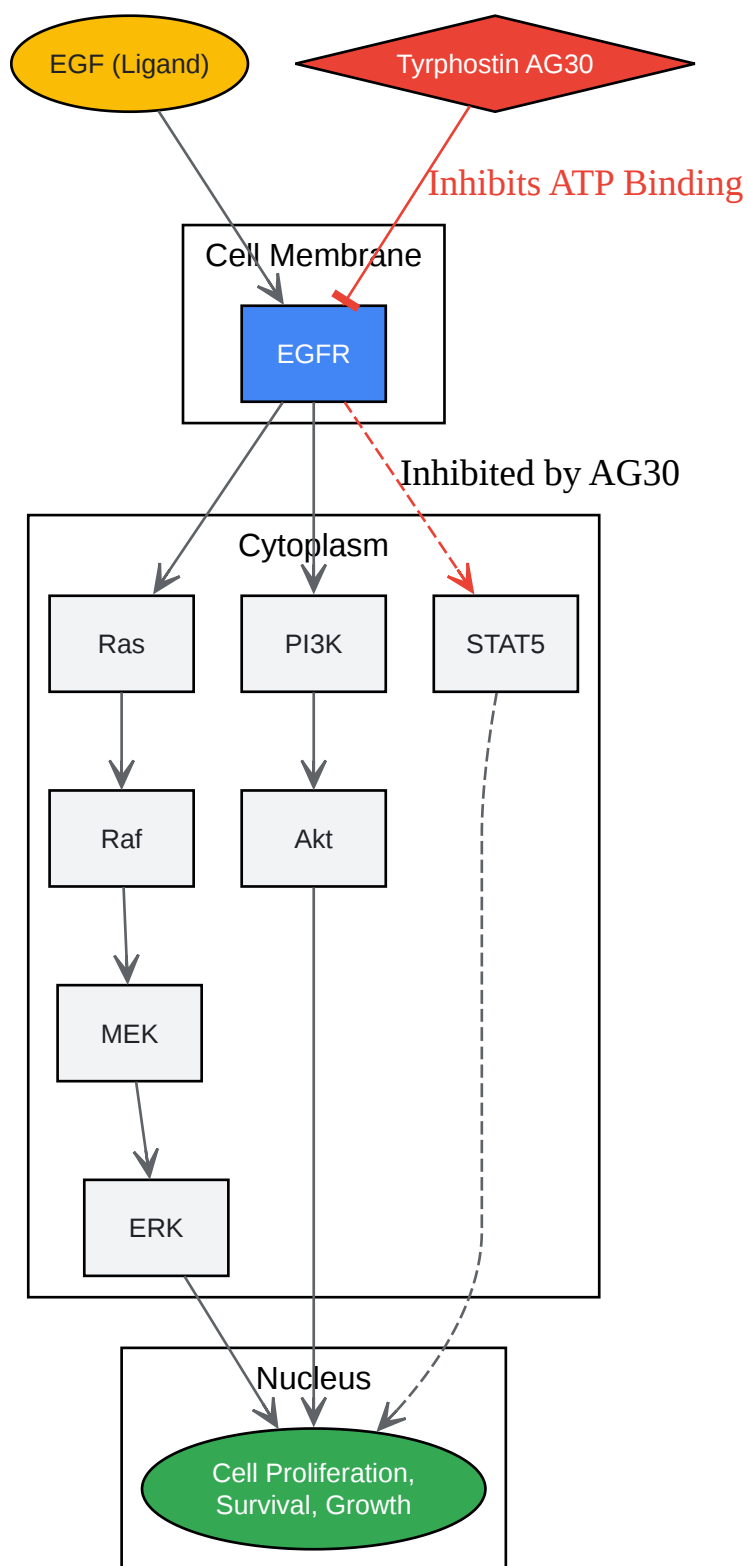 EGF (Ligand)
Tyrphostin AG30
Inhibits ATP Binding
Cell Membrane
EGFR
Inhibited by AG30
Cytoplasm
Ras
PI3K
STAT5
Raf
Akt
MEK
ERK
Nucleus
Cell Proliferation,
Survival, Growth